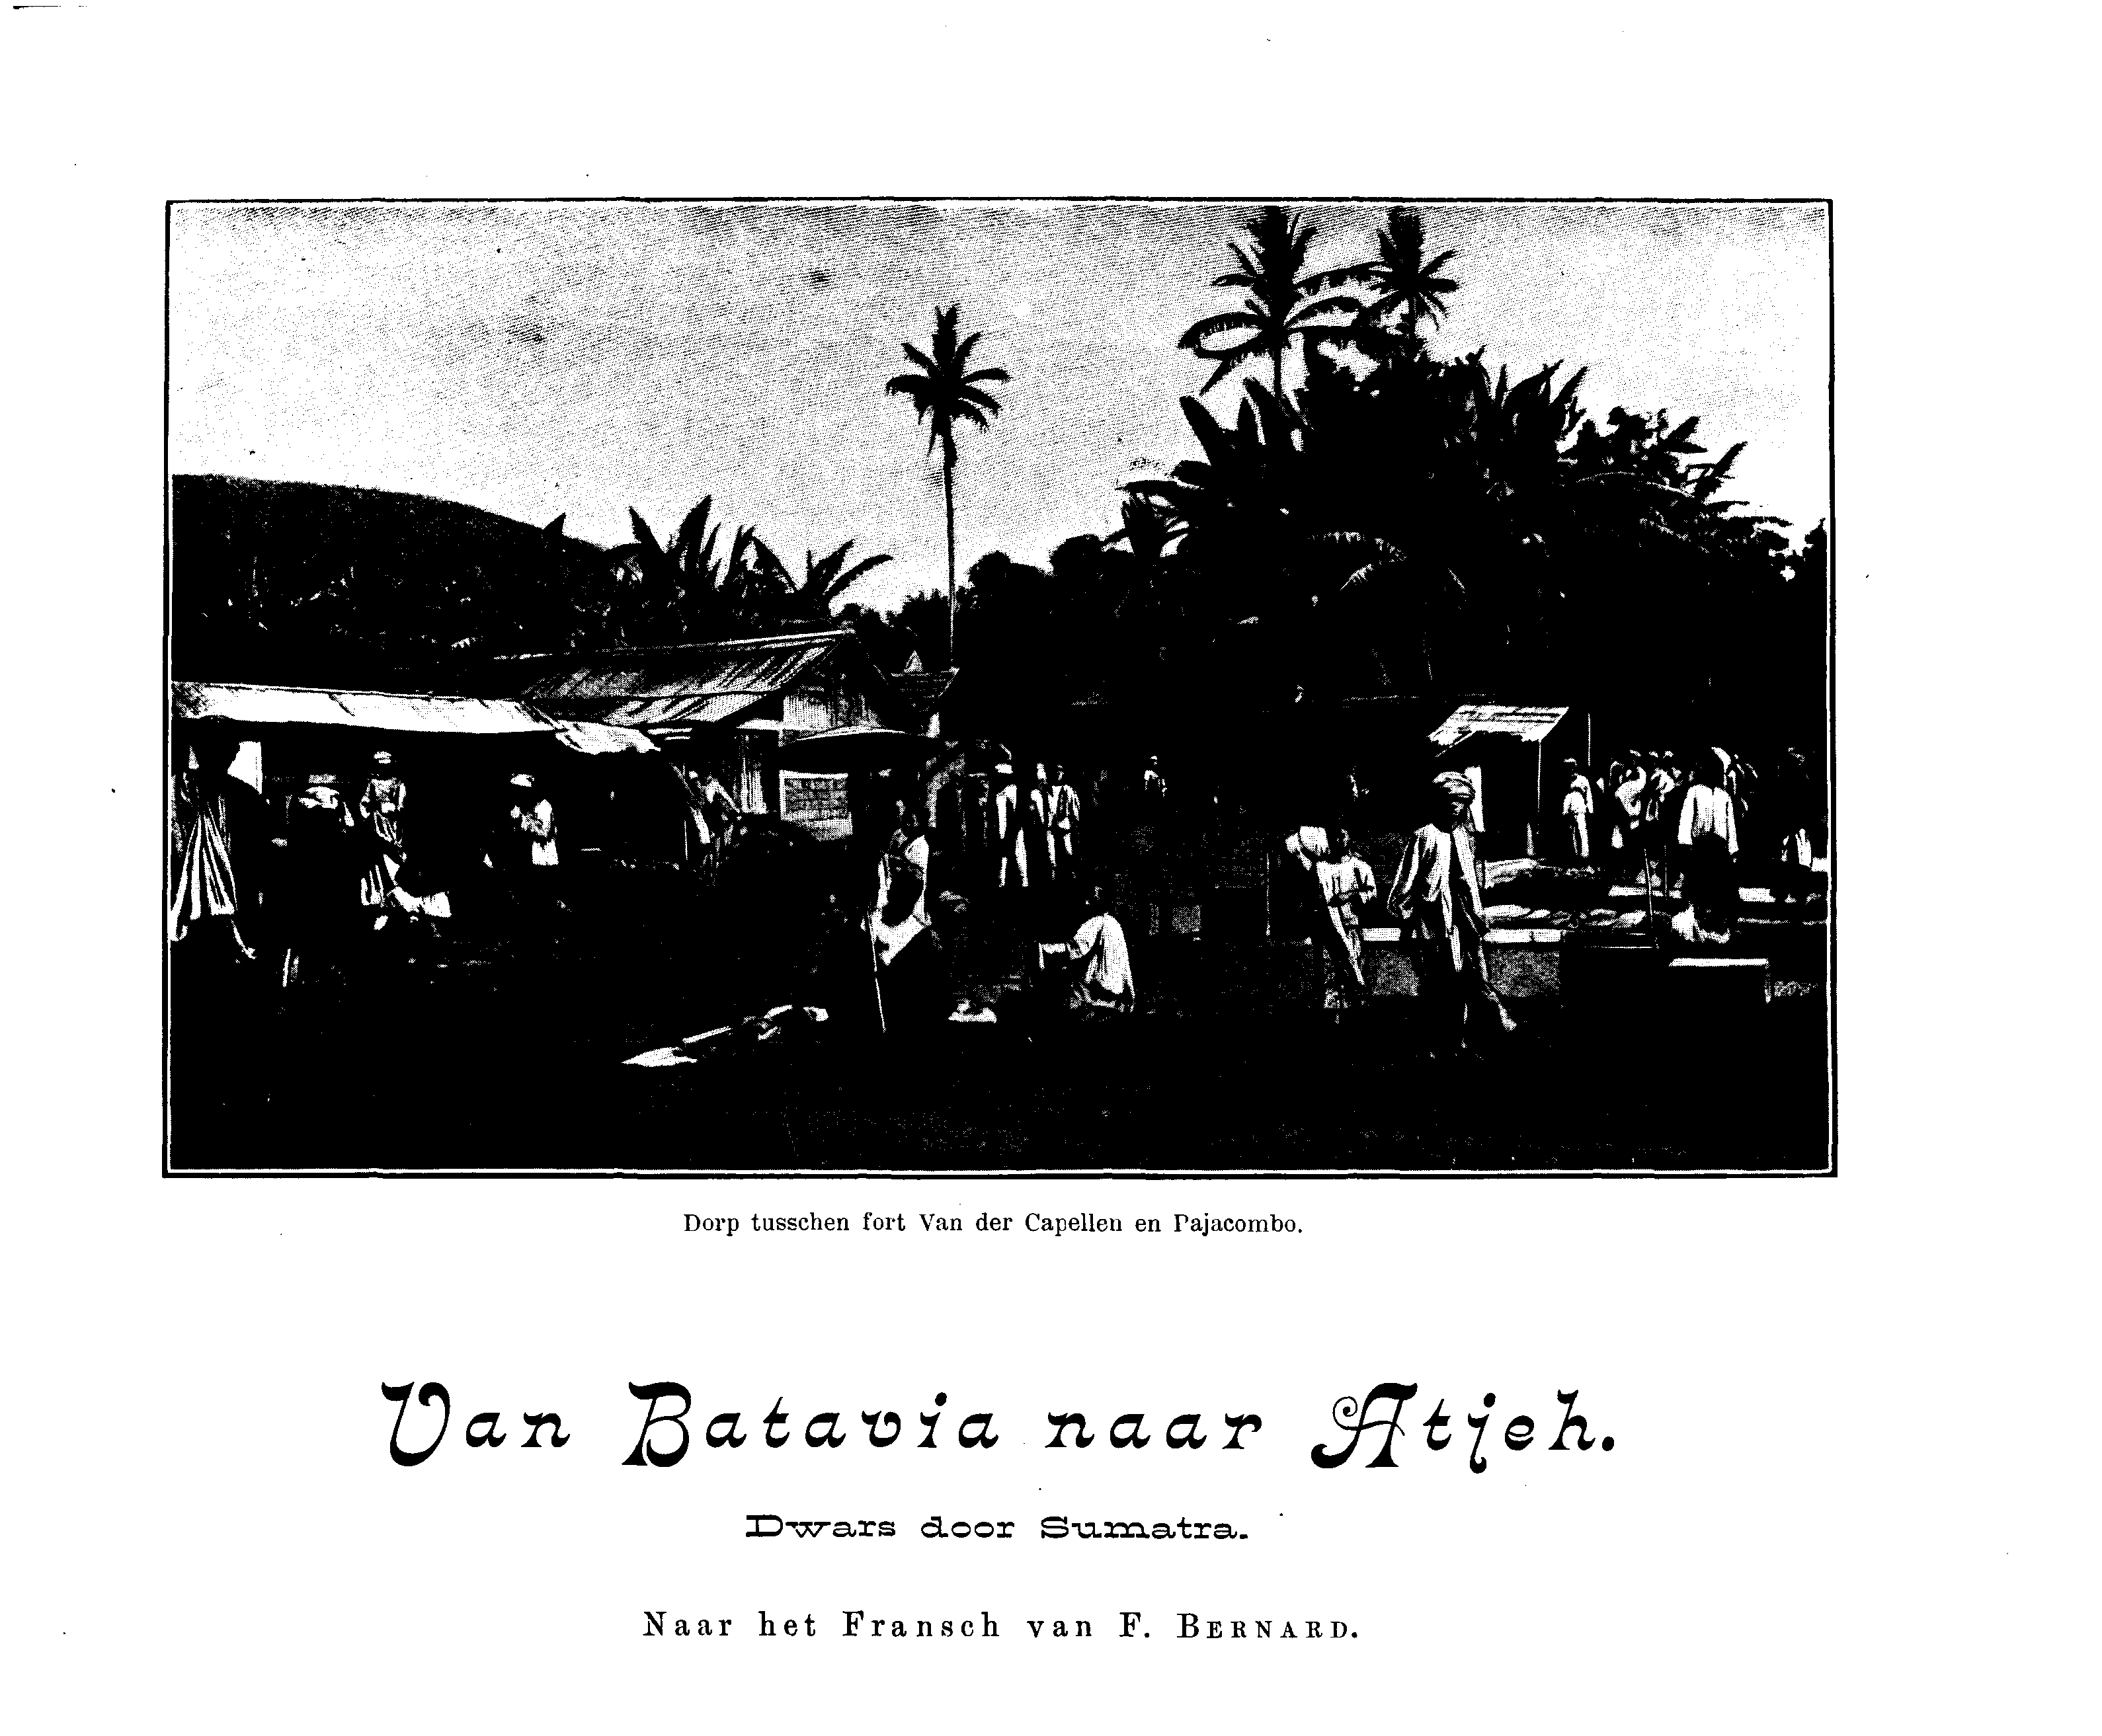 Dorp tusschen fort Van der Capellen en Pajacombo.
Van Batavia naar Atjeh.
Dwars door Sumatra.
Naar het Fransch van F. BERNARD.